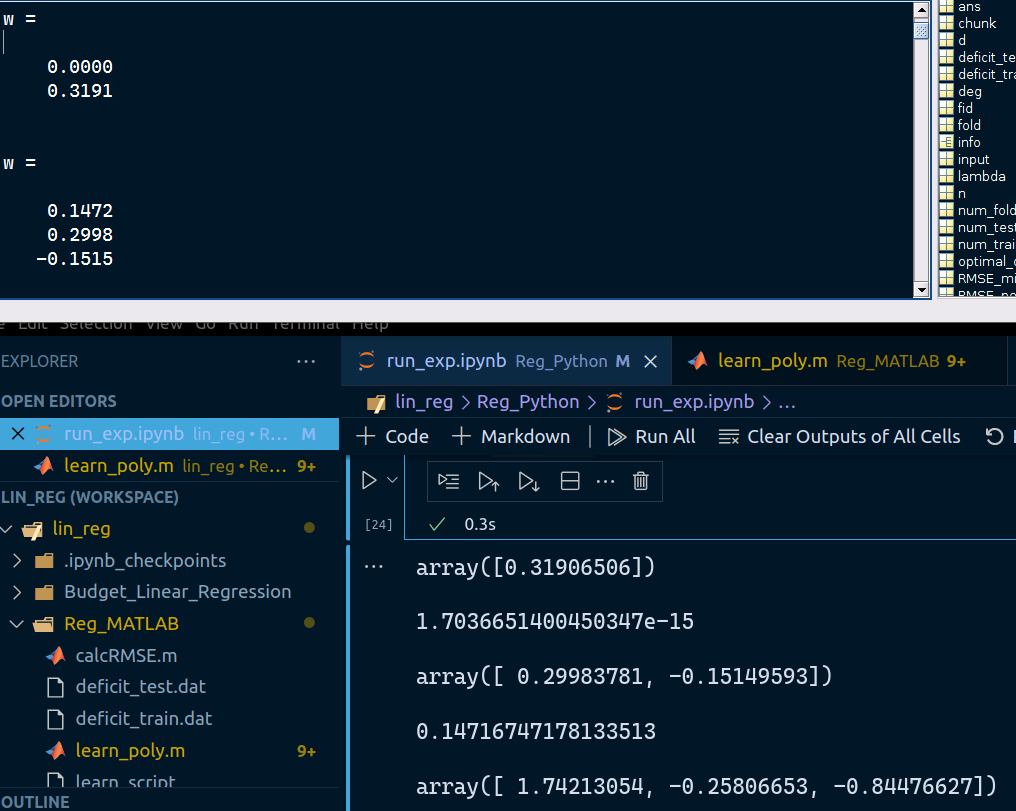 w =
0.0000
0.3191
w =
0.1472
0.2998
-0.1515
ans
chunk
d
deficit_te
deficit_tra
deg
fid
fold
info
input
lambda
n
num_fold
num_test
num_trai
optimal_
RMSE_mi
Edit Selection View Go Run Terminal Help
EXPLORER ...
OPEN EDITORS
run_exp.ipynb lin_reg • R... M
learn_poly.m lin_reg • Re... 9+
LIN_REG (WORKSPACE)
lin_reg
.ipynb_checkpoints
Budget_Linear_Regression
Reg_MATLAB
calcRMSE.m
deficit_test.dat
deficit_train.dat
learn_poly.m 9+
learn_script
OUTLINE
run_exp.ipynb Reg_Python M learn_poly.m Reg_MATLAB 9+
lin_reg > Reg_Python > run_exp.ipynb > ...
+ Code + Markdown | Run All Clear Outputs of All Cells
[24] ✓ 0.3s
... array([0.31906506])
1.7036651400450347e-15
array([ 0.29983781, -0.15149593])
0.14716747178133513
array([ 1.74213054, -0.25806653, -0.84476627])